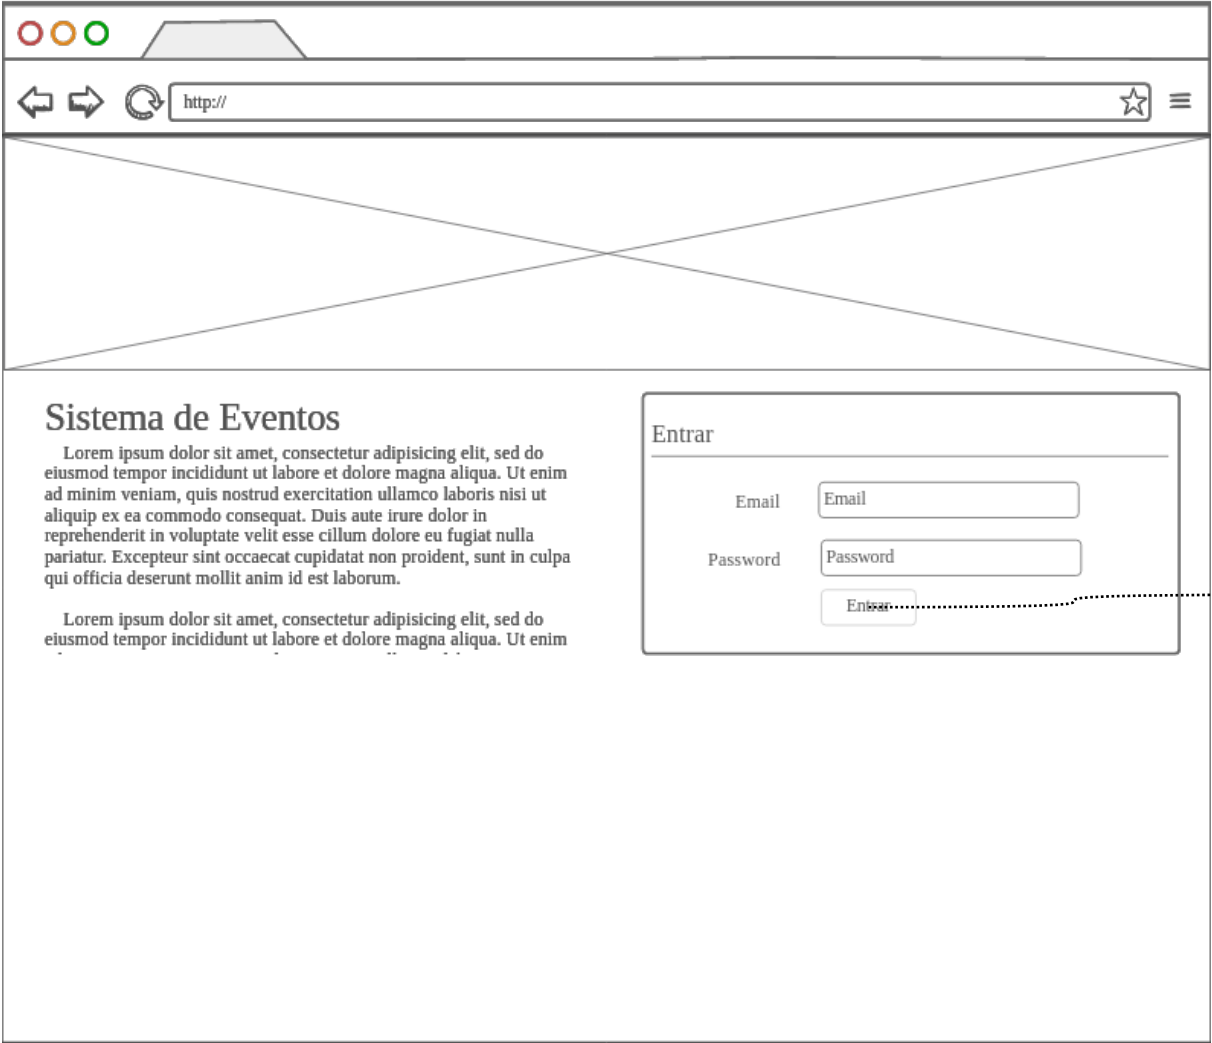 http://
Sistema de Eventos
Lorem ipsum dolor sit amet, consectetur adipisicing elit, sed do
eiusmod tempor incididunt ut labore et dolore magna aliqua. Ut enim
ad minim veniam, quis nostrud exercitation ullamco laboris nisi ut
aliquip ex ea commodo consequat. Duis aute irure dolor in
reprehenderit in voluptate velit esse cillum dolore eu fugiat nulla
pariatur. Excepteur sint occaecat cupidatat non proident, sunt in culpa
qui officia deserunt mollit anim id est laborum.
Lorem ipsum dolor sit amet, consectetur adipisicing elit, sed do
eiusmod tempor incididunt ut labore et dolore magna aliqua. Ut enim
Entrar
Email
Email
Password
Password
Entrar